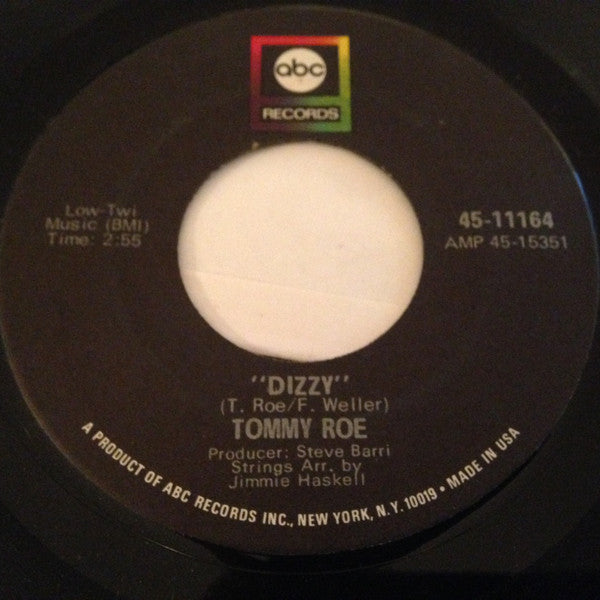 abc
RECORDS
Low-Twi
Music (BMI)
Time: 2:55
45-11164
AMP 45-15351
"DIZZY"
(T. Roe/F. Weller)
TOMMY ROE
Producer: Steve Barri
Strings Arr. by
Jimmie Haskell
A PRODUCT OF ABC RECORDS INC., NEW YORK, N.Y. 10019 • MADE IN USA